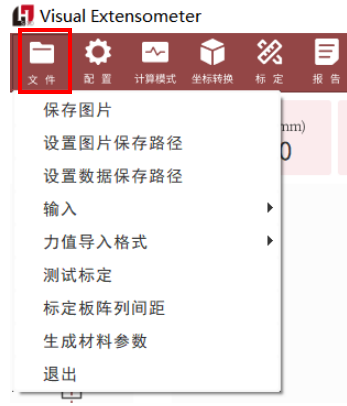 Visual Extensometer
文件 配置 计算模式 坐标转换 标定 报告
mm)
0
保存图片
设置图片保存路径
设置数据保存路径
输入
力值导入格式
测试标定
标定板阵列间距
生成材料参数
退出